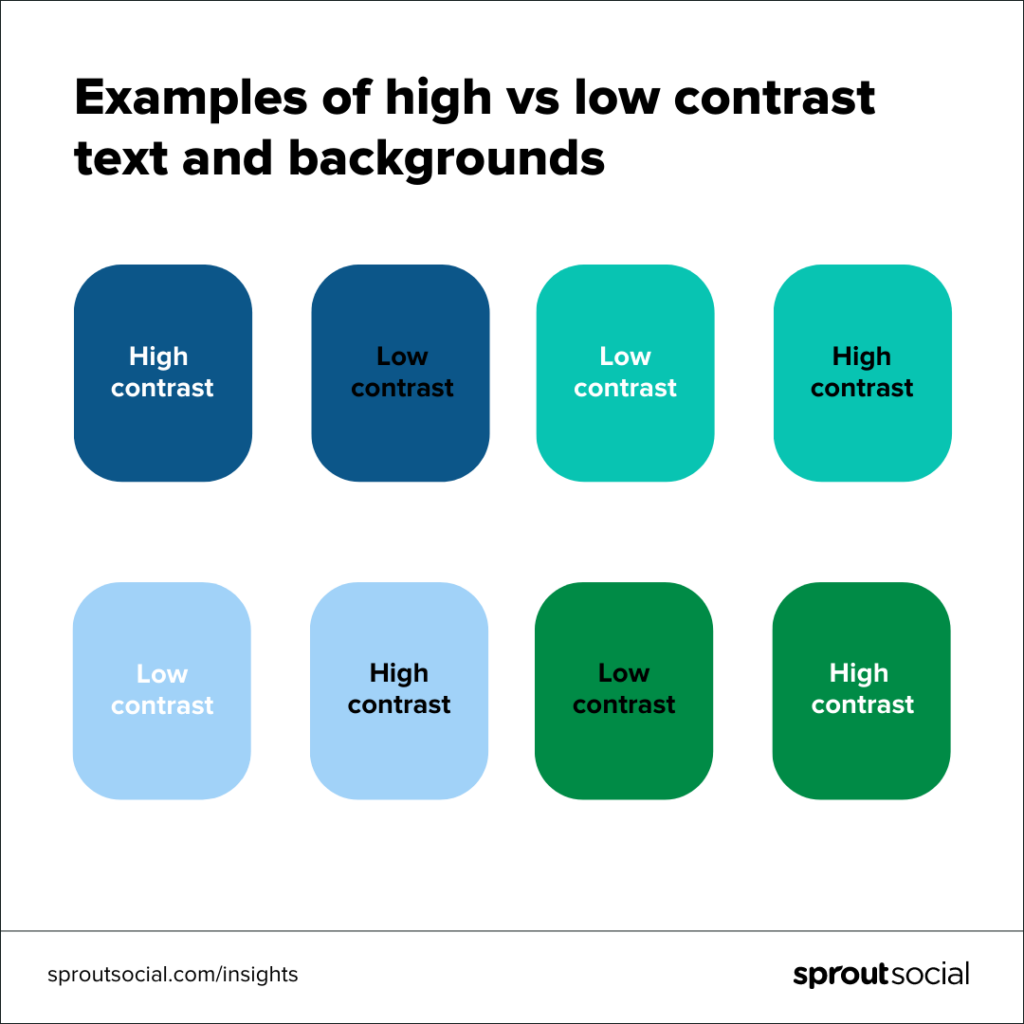 Examples of high vs low contrast
text and backgrounds
High
contrast
Low
contrast
Low
contrast
High
contrast
Low
contrast
High
contrast
Low
contrast
High
contrast
sproutsocial.com/insights
sproutsocial